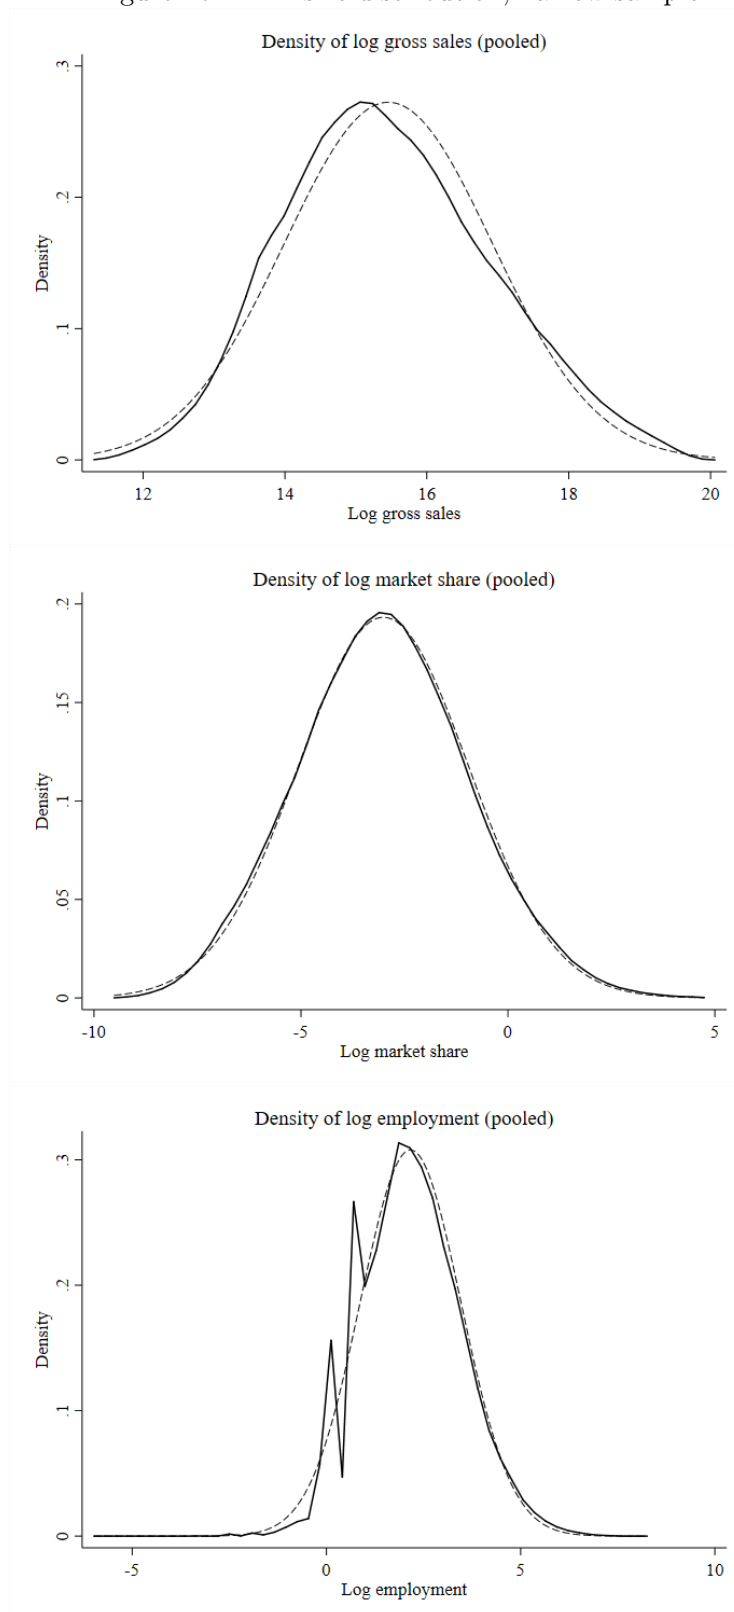 Density of log gross sales (pooled)
.3
.2
.1
0
Density
12 14 16 18 20
Log gross sales
Density of log market share (pooled)
.2
.15
.1
.05
0
Density
-10 -5 0 5
Log market share
Density of log employment (pooled)
.3
.2
.1
0
Density
-5 0 5 10
Log employment